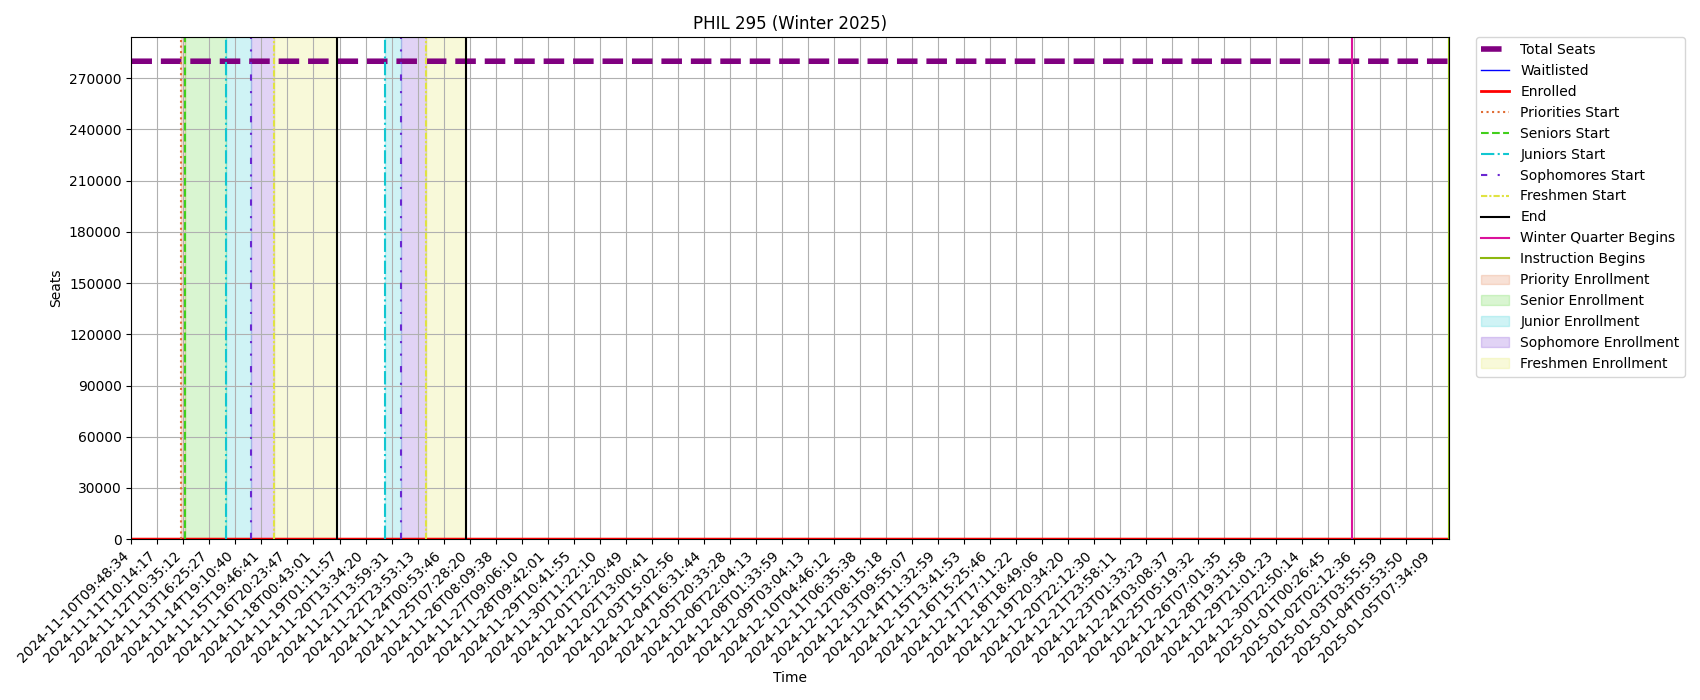 PHIL 295 (Winter 2025)
Seats
270000
240000
210000
180000
150000
120000
90000
60000
30000
0
2024-11-10T09:48:34
2024-11-11T10:14:17
2024-11-12T10:35:12
2024-11-13T16:25:27
2024-11-14T19:10:40
2024-11-15T19:46:41
2024-11-16T20:23:47
2024-11-18T00:43:01
2024-11-19T01:11:57
2024-11-20T13:34:20
2024-11-21T13:59:31
2024-11-22T23:53:13
2024-11-24T00:53:46
2024-11-25T07:28:20
2024-11-26T08:09:38
2024-11-27T09:06:10
2024-11-28T09:42:01
2024-11-29T10:41:55
2024-11-30T11:22:10
2024-12-01T12:20:49
2024-12-02T13:00:41
2024-12-03T15:02:56
2024-12-04T16:31:44
2024-12-05T20:33:28
2024-12-06T22:04:13
2024-12-08T01:33:59
2024-12-09T03:04:13
2024-12-10T04:46:12
2024-12-11T06:35:38
2024-12-12T08:15:18
2024-12-13T09:55:07
2024-12-14T11:32:59
2024-12-15T13:41:53
2024-12-16T15:25:46
2024-12-17T17:11:22
2024-12-18T18:49:06
2024-12-19T20:34:20
2024-12-20T22:12:30
2024-12-21T23:58:11
2024-12-23T01:33:23
2024-12-24T03:08:37
2024-12-25T05:19:32
2024-12-26T07:01:35
2024-12-28T19:31:58
2024-12-29T21:01:23
2024-12-30T22:50:14
2025-01-01T00:26:45
2025-01-02T02:12:36
2025-01-03T03:55:59
2025-01-04T05:53:50
2025-01-05T07:34:09
Time
Total Seats
Waitlisted
Enrolled
Priorities Start
Seniors Start
Juniors Start
Sophomores Start
Freshmen Start
End
Winter Quarter Begins
Instruction Begins
Priority Enrollment
Senior Enrollment
Junior Enrollment
Sophomore Enrollment
Freshmen Enrollment